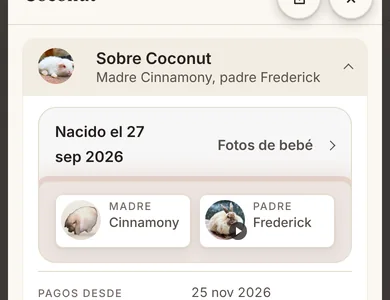 Sobre Coconut
Madre Cinnamony, padre Frederick
Nacido el 27
sep 2026
Fotos de bebé
MADRE
Cinnamony
PADRE
Frederick
PAGOS DESDE
25 nov 2026